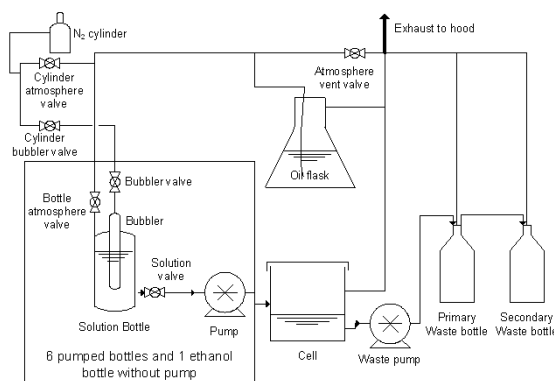 N₂ cylinder
Exhaust to hood
Cylinder
atmosphere
valve
Atmosphere
vent valve
Cylinder
bubbler valve
Oil flask
Bubbler valve
Bottle
atmosphere
valve
Bubbler
Solution
valve
Solution Bottle
Pump
Cell
Waste pump
Primary
Waste bottle
Secondary
Waste bottle
6 pumped bottles and 1 ethanol
bottle without pump